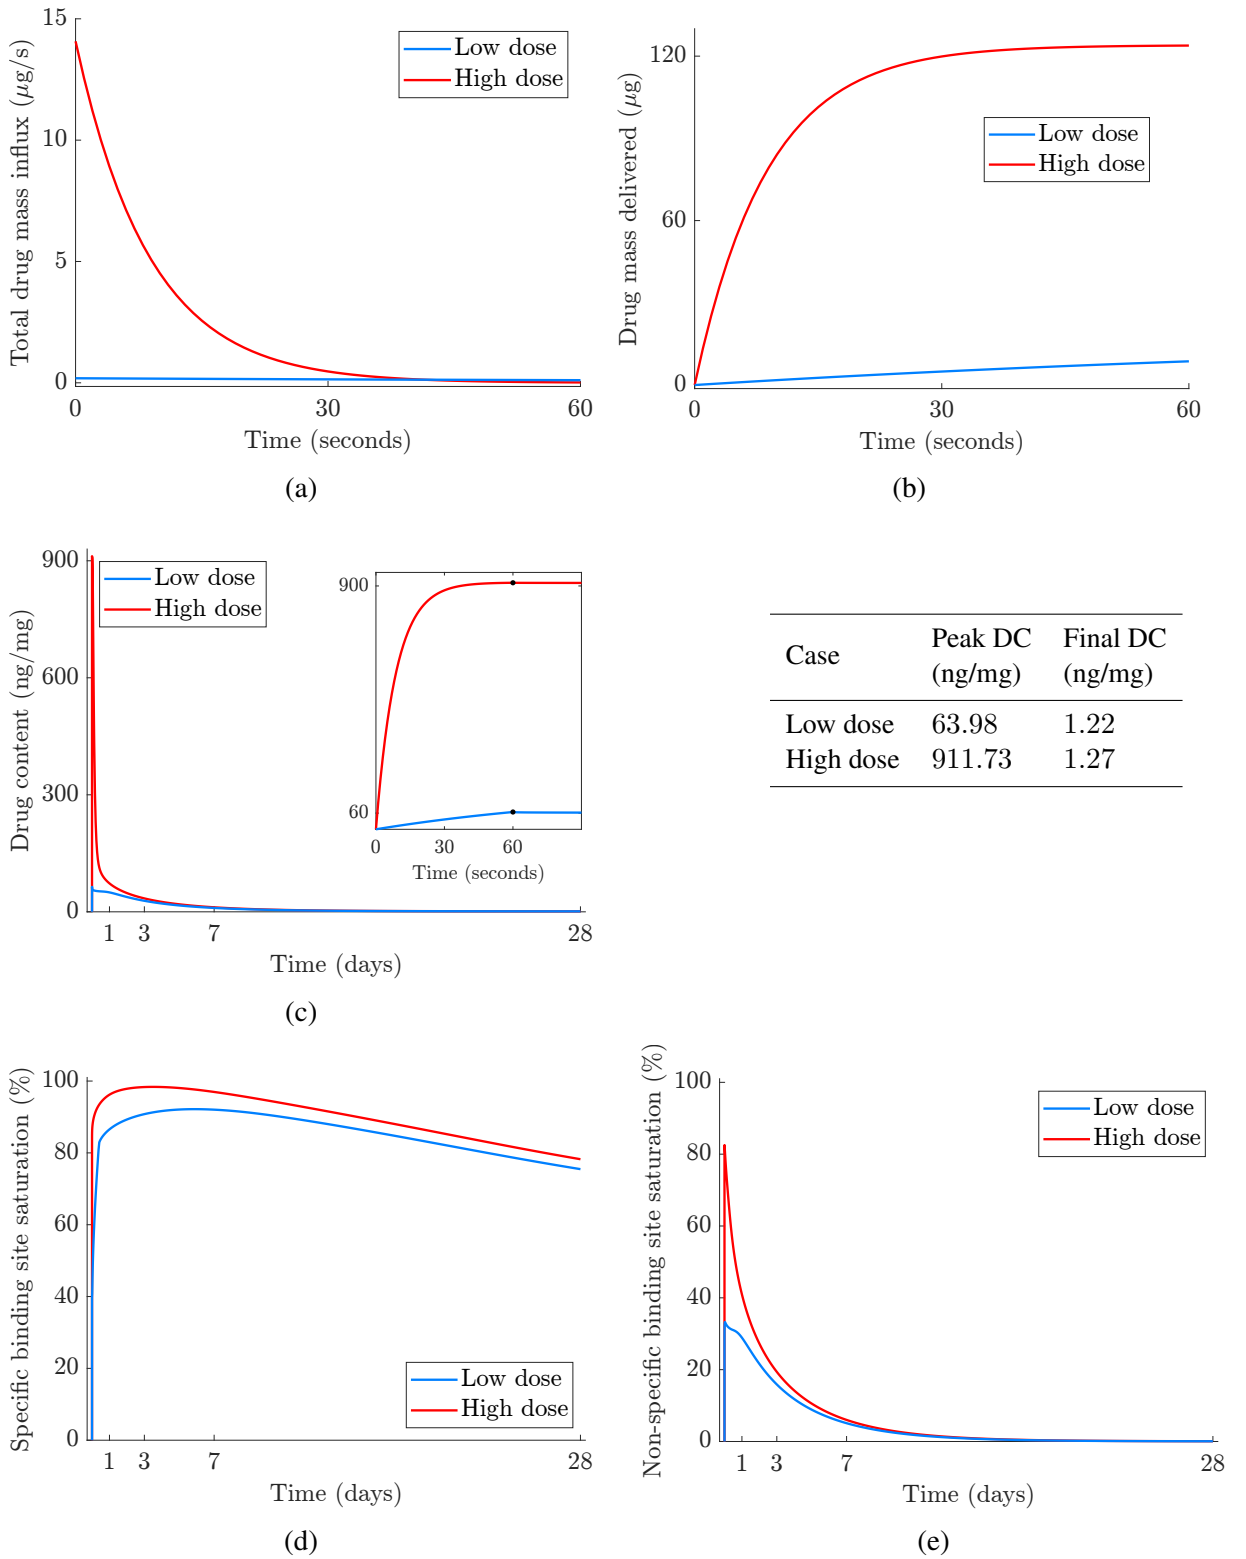 (a)
Total drug mass influx (μg/s)
15
10
5
0
0 30 60
Time (seconds)
Low dose
High dose
(b)
Drug mass delivered (μg)
120
60
0
0 30 60
Time (seconds)
Low dose
High dose
(c)
Drug content (ng/mg)
900
600
300
0
1 3 7 28
Time (days)
Low dose
High dose
900
60
0 30 60
Time (seconds)
Case Peak DC Final DC
(ng/mg) (ng/mg)
Low dose 63.98 1.22
High dose 911.73 1.27
(d)
Specific binding site saturation (%)
100
80
60
40
20
0
1 3 7 28
Time (days)
Low dose
High dose
(e)
Non-specific binding site saturation (%)
100
80
60
40
20
0
1 3 7 28
Time (days)
Low dose
High dose